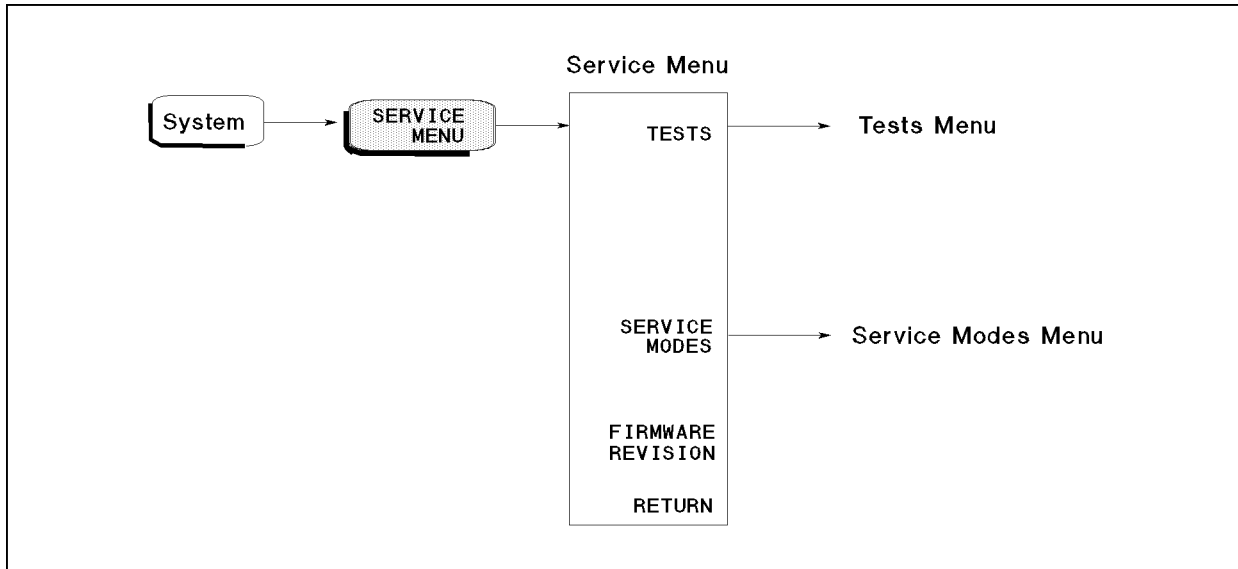 Service Menu
System
SERVICE
MENU
TESTS
Tests Menu
SERVICE
MODES
Service Modes Menu
FIRMWARE
REVISION
RETURN